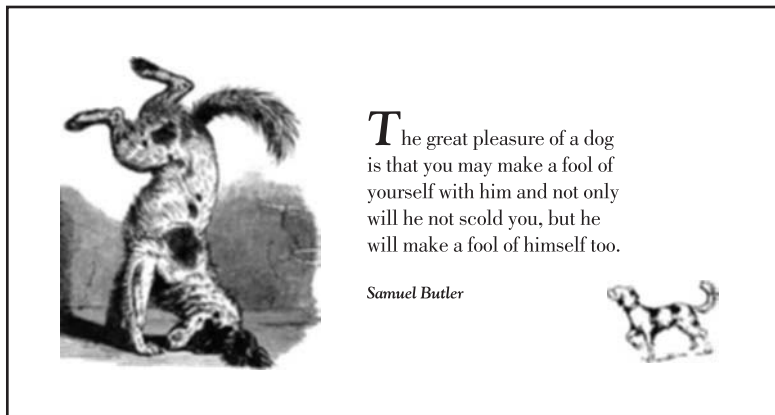 The great pleasure of a dog
is that you may make a fool of
yourself with him and not only
will he not scold you, but he
will make a fool of himself too.
Samuel Butler